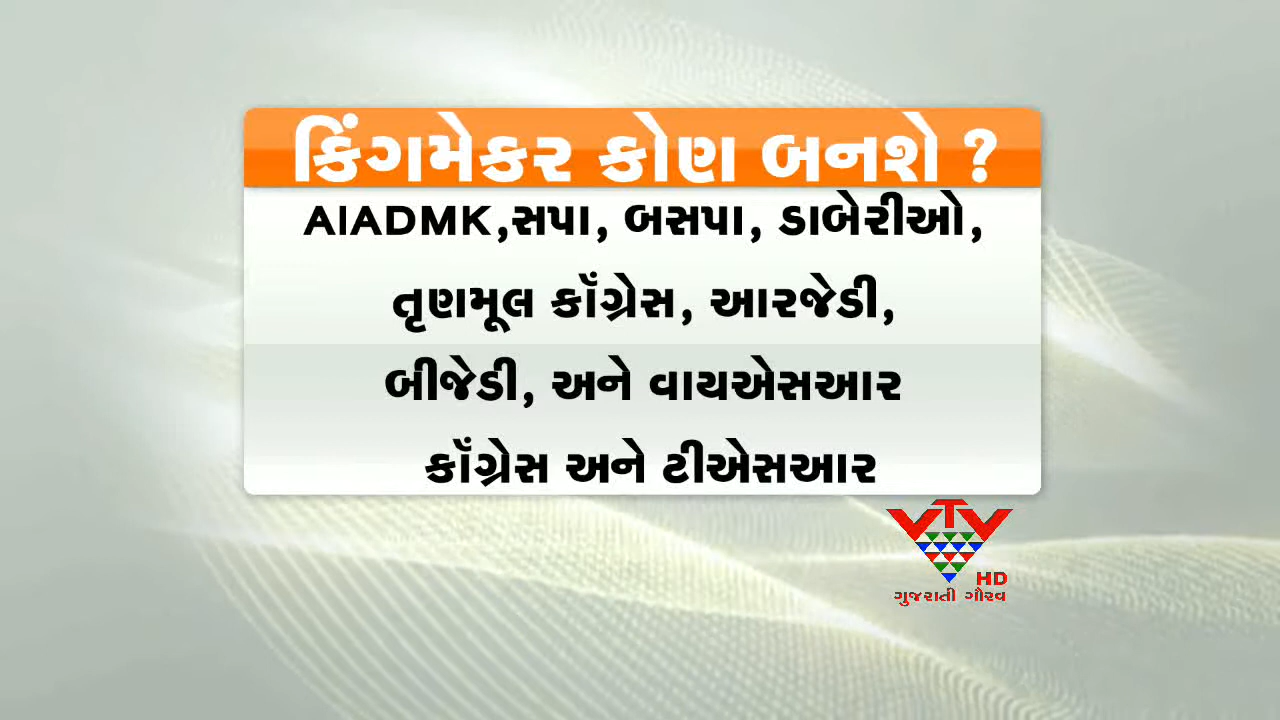 કિંગમેકર કોણ બનશે ?
AIADMK,સપા, બસપા, ડાબેરીઓ,
તૃણમૂલ કૉંગ્રેસ, આરજેડી,
બીજેડી, અને વાયએસઆર
કૉંગ્રેસ અને ટીએસઆર
VTV
HD
ગુજરાતી ગૌરવ